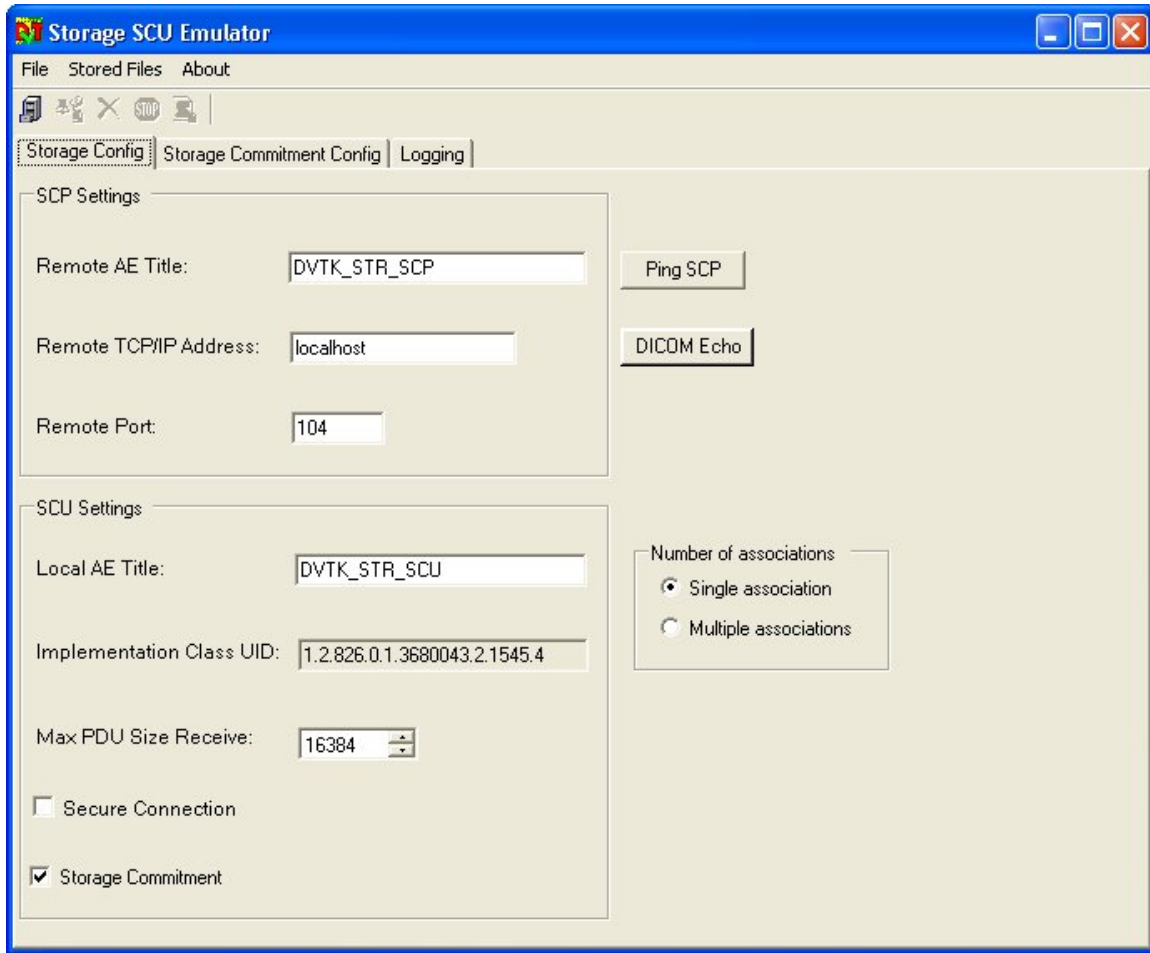 Storage SCU Emulator
File Stored Files About
STOP
Storage Config Storage Commitment Config Logging
SCP Settings
Remote AE Title: DVTK_STR_SCP Ping SCP
Remote TCP/IP Address: localhost DICOM Echo
Remote Port: 104
SCU Settings
Local AE Title: DVTK_STR_SCU
Number of associations
Single association
Implementation Class UID: 1.2.826.0.1.3680043.2.1545.4
Multiple associations
Max PDU Size Receive: 16384
Secure Connection
Storage Commitment